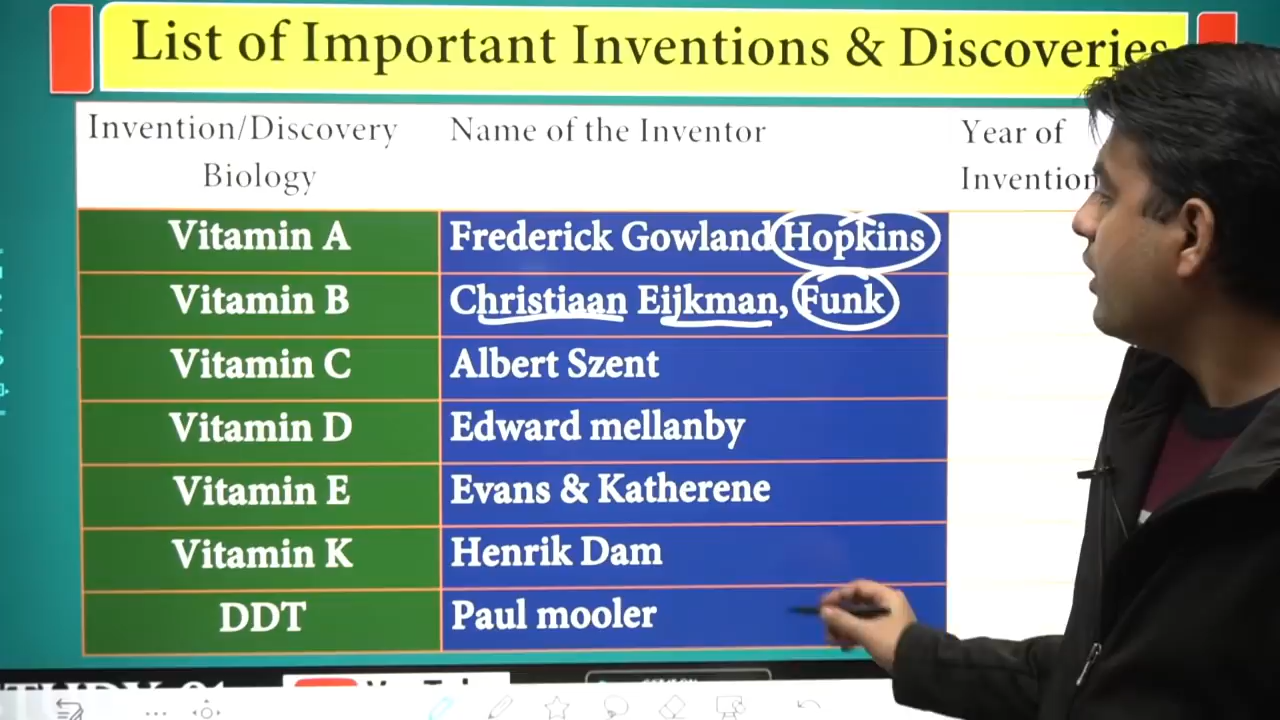 List of Important Inventions & Discoveries
Invention/Discovery Biology
Name of the Inventor
Year of Invention
Vitamin A
Frederick Gowland Hopkins
Vitamin B
Christiaan Eijkman, Funk
Vitamin C
Albert Szent
Vitamin D
Edward mellanby
Vitamin E
Evans & Katherene
Vitamin K
Henrik Dam
DDT
Paul mooler